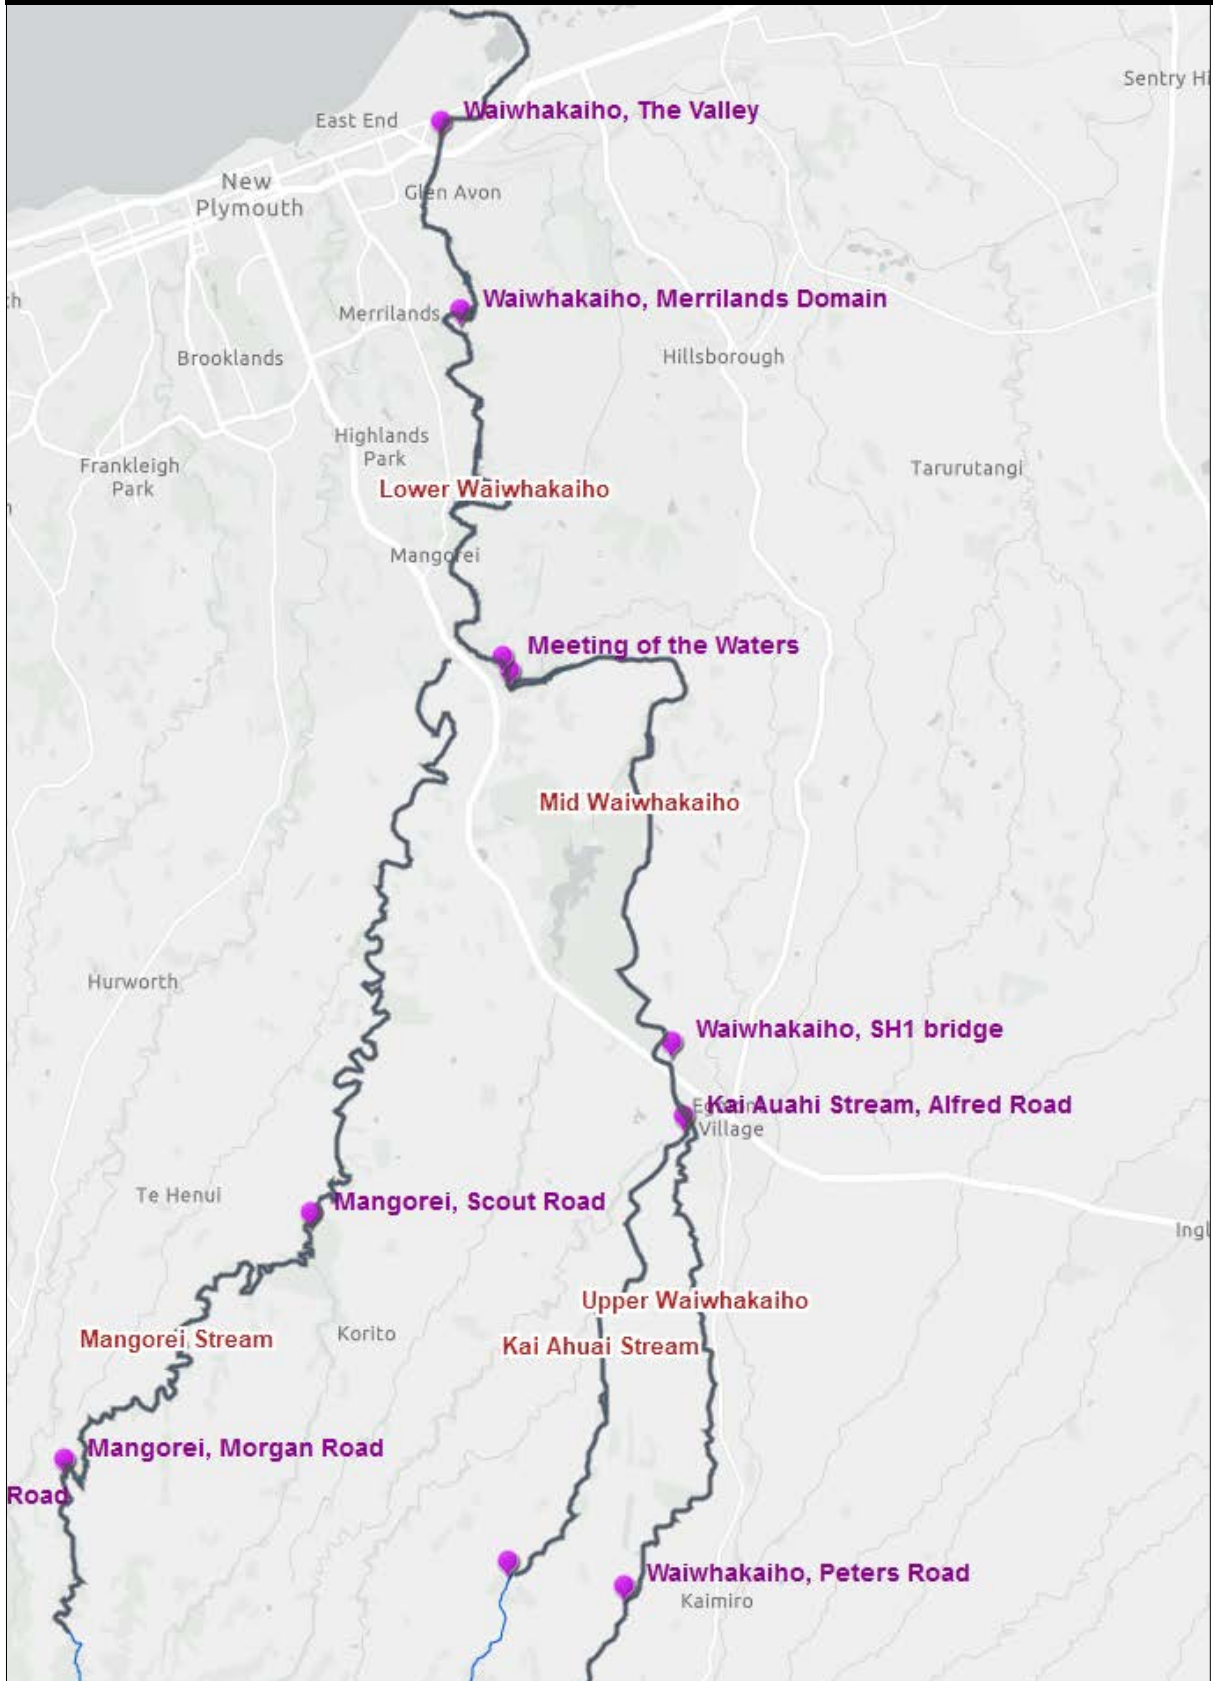 Sentry Hi
Waiwhakaiho, The Valley
East End
New
Plymouth
Glen Avon
th
Waiwhakaiho, Merrilands Domain
Merrilands
Brooklands
Hillsborough
Highlands
Park
Frankleigh
Park
Tarurutangi
Lower Waiwhakaiho
Mangorei
Meeting of the Waters
Mid Waiwhakaiho
Hurworth
Waiwhakaiho, SH1 bridge
Kai Auahi Stream, Alfred Road
Village
Te Henui
Mangorei, Scout Road
Ingl
Upper Waiwhakaiho
Mangorei Stream
Korito
Kai Ahuai Stream
Mangorei, Morgan Road
Road
Waiwhakaiho, Peters Road
Kaimiro